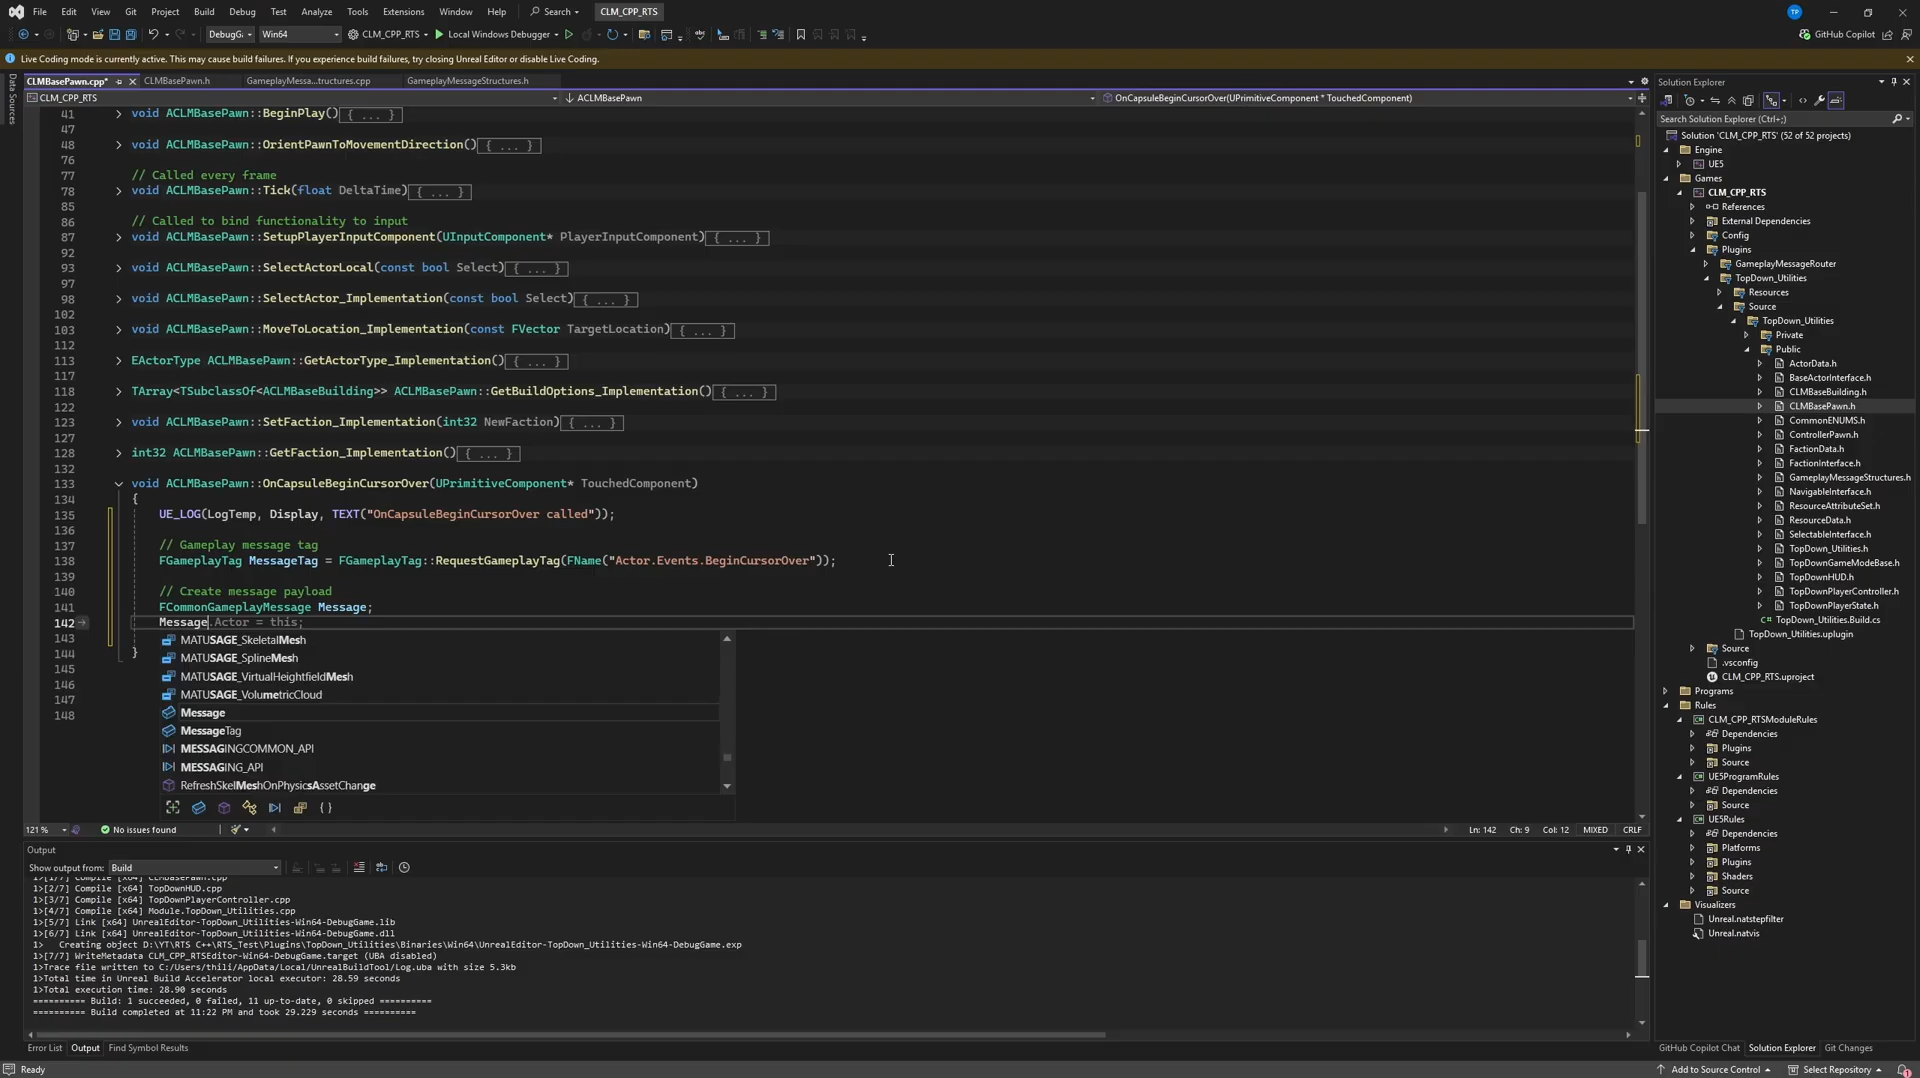 File Edit View Git Project Build Debug Test Analyze Tools Extensions Window Help Search CLM_CPP_RTS TP
DebugGa Win64 CLM_CPP_RTS Local Windows Debugger GitHub Copilot
Live Coding mode is currently active. This may cause build failures. If you experience build failures, try closing Unreal Editor or disable Live Coding.
Data Sources
CLMBasePawn.cpp* CLMBasePawn.h GameplayMessa...tructures.cpp GameplayMessageStructures.h
CLM_CPP_RTS ACLMBasePawn OnCapsuleBeginCursorOver(UPrimitiveComponent * TouchedComponent)
41 void ACLMBasePawn::BeginPlay(){ ... }
47
48 void ACLMBasePawn::OrientPawnToMovementDirection(){ ... }
76
77 // Called every frame
78 void ACLMBasePawn::Tick(float DeltaTime){ ... }
85
86 // Called to bind functionality to input
87 void ACLMBasePawn::SetupPlayerInputComponent(UInputComponent* PlayerInputComponent){ ... }
92
93 void ACLMBasePawn::SelectActorLocal(const bool Select){ ... }
97
98 void ACLMBasePawn::SelectActor_Implementation(const bool Select){ ... }
102
103 void ACLMBasePawn::MoveToLocation_Implementation(const FVector TargetLocation){ ... }
112
113 EActorType ACLMBasePawn::GetActorType_Implementation(){ ... }
117
118 TArray<TSubclassOf<ACLMBaseBuilding>> ACLMBasePawn::GetBuildOptions_Implementation(){ ... }
122
123 void ACLMBasePawn::SetFaction_Implementation(int32 NewFaction){ ... }
127
128 int32 ACLMBasePawn::GetFaction_Implementation(){ ... }
132
133 void ACLMBasePawn::OnCapsuleBeginCursorOver(UPrimitiveComponent* TouchedComponent)
134 {
135 UE_LOG(LogTemp, Display, TEXT("OnCapsuleBeginCursorOver called"));
136
137 // Gameplay message tag
138 FGameplayTag MessageTag = FGameplayTag::RequestGameplayTag(FName("Actor.Events.BeginCursorOver"));
139
140 // Create message payload
141 FCommonGameplayMessage Message;
142 Message.Actor = this;
143
144 }
145
146
147
148
MATUSAGE_SkeletalMesh
MATUSAGE_SplineMesh
MATUSAGE_VirtualHeightfieldMesh
MATUSAGE_VolumetricCloud
Message
MessageTag
MESSAGINGCOMMON_API
MESSAGING_API
RefreshSkelMeshOnPhysicsAssetChange
121 % No issues found Ln: 142 Ch: 9 Col: 12 MIXED CRLF
Output
Show output from: Build
1>[1/7] Compile [x64] CLMBasePawn.cpp
1>[2/7] Compile [x64] TopDownHUD.cpp
1>[3/7] Compile [x64] TopDownPlayerController.cpp
1>[4/7] Compile [x64] Module.TopDown_Utilities.cpp
1>[5/7] Link [x64] UnrealEditor-TopDown_Utilities-Win64-DebugGame.lib
1>[6/7] Link [x64] UnrealEditor-TopDown_Utilities-Win64-DebugGame.dll
1> Creating object D:\YT\RTS C++\RTS_Test\Plugins\TopDown_Utilities\Binaries\Win64\UnrealEditor-TopDown_Utilities-Win64-DebugGame.exp
1>[7/7] WriteMetadata CLM_CPP_RTSEditor-Win64-DebugGame.target (UBA disabled)
1>Trace file written to C:/Users/thili/AppData/Local/UnrealBuildTool/Log.uba with size 5.3kb
1>Total time in Unreal Build Accelerator local executor: 28.59 seconds
1>Total execution time: 28.90 seconds
========== Build: 1 succeeded, 0 failed, 11 up-to-date, 0 skipped ==========
========== Build completed at 11:22 PM and took 29.229 seconds ==========
Error List Output Find Symbol Results
Ready
Solution Explorer
Search Solution Explorer (Ctrl+;)
Solution 'CLM_CPP_RTS' (52 of 52 projects)
Engine
UE5
Games
CLM_CPP_RTS
References
External Dependencies
Config
Plugins
GameplayMessageRouter
TopDown_Utilities
Resources
Source
TopDown_Utilities
Private
Public
ActorData.h
BaseActorInterface.h
CLMBaseBuilding.h
CLMBasePawn.h
CommonENUMS.h
ControllerPawn.h
FactionData.h
FactionInterface.h
GameplayMessageStructures.h
NavigableInterface.h
ResourceAttributeSet.h
ResourceData.h
SelectableInterface.h
TopDown_Utilities.h
TopDownGameModeBase.h
TopDownHUD.h
TopDownPlayerController.h
TopDownPlayerState.h
C# TopDown_Utilities.Build.cs
TopDown_Utilities.uplugin
Source
.vsconfig
CLM_CPP_RTS.uproject
Programs
Rules
CLM_CPP_RTSModuleRules
Dependencies
Plugins
Source
UE5ProgramRules
Dependencies
Source
UE5Rules
Dependencies
Platforms
Plugins
Shaders
Source
Visualizers
Unreal.natstepfilter
Unreal.natvis
GitHub Copilot Chat Solution Explorer Git Changes
Add to Source Control Select Repository 1